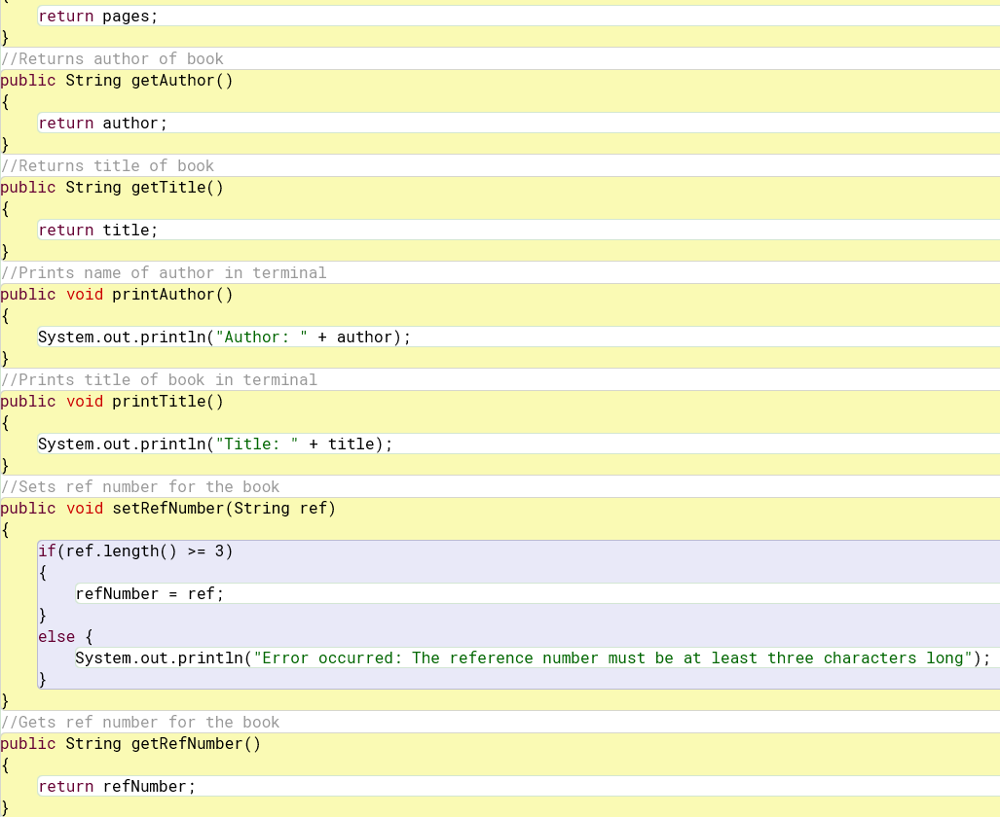 {
    return pages;
}
//Returns author of book
public String getAuthor()
{
    return author;
}
//Returns title of book
public String getTitle()
{
    return title;
}
//Prints name of author in terminal
public void printAuthor()
{
    System.out.println("Author: " + author);
}
//Prints title of book in terminal
public void printTitle()
{
    System.out.println("Title: " + title);
}
//Sets ref number for the book
public void setRefNumber(String ref)
{
    if(ref.length() >= 3)
    {
        refNumber = ref;
    }
    else {
        System.out.println("Error occurred: The reference number must be at least three characters long");
    }
}
//Gets ref number for the book
public String getRefNumber()
{
    return refNumber;
}